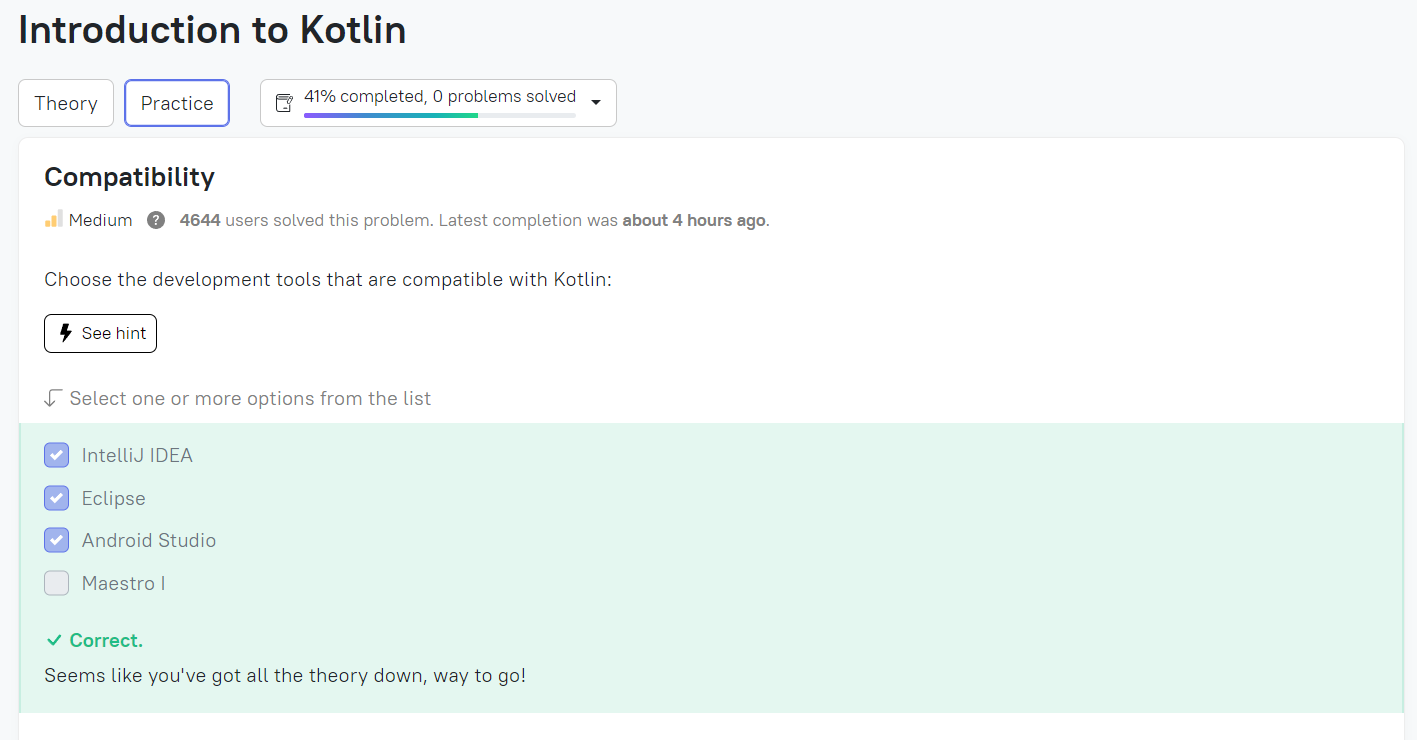 Introduction to Kotlin
Theory
Practice
41% completed, 0 problems solved
Compatibility
Medium ? 4644 users solved this problem. Latest completion was about 4 hours ago.
Choose the development tools that are compatible with Kotlin:
See hint
Select one or more options from the list
IntelliJ IDEA
Eclipse
Android Studio
Maestro I
Correct.
Seems like you've got all the theory down, way to go!